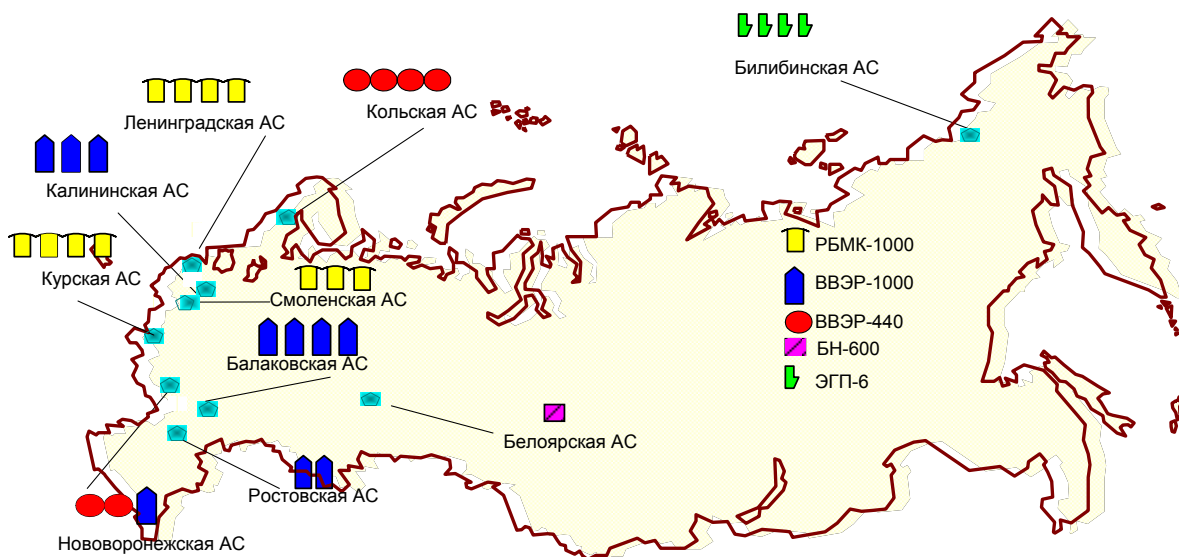 Билибинская АС
Ленинградская АС
Кольская АС
Калининская АС
Курская АС
Смоленская АС
Балаковская АС
Белоярская АС
Ростовская АС
Нововоронежская АС
РБМК-1000
ВВЭР-1000
ВВЭР-440
БН-600
ЭГП-6